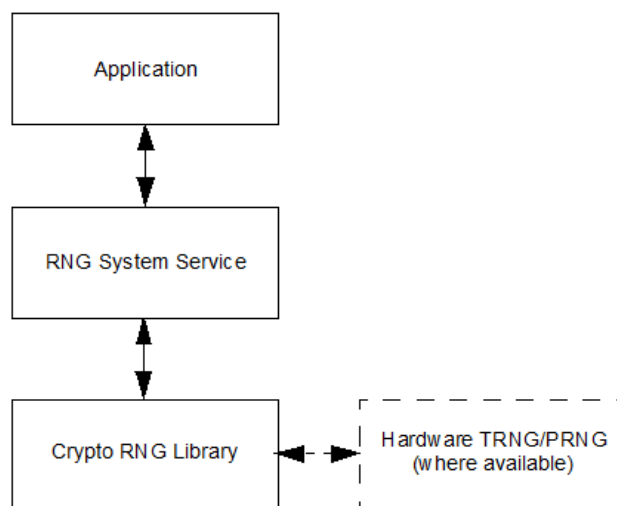 Application
RNG System Service
Crypto RNG Library
Hardware TRNG/PRNG
(where available)